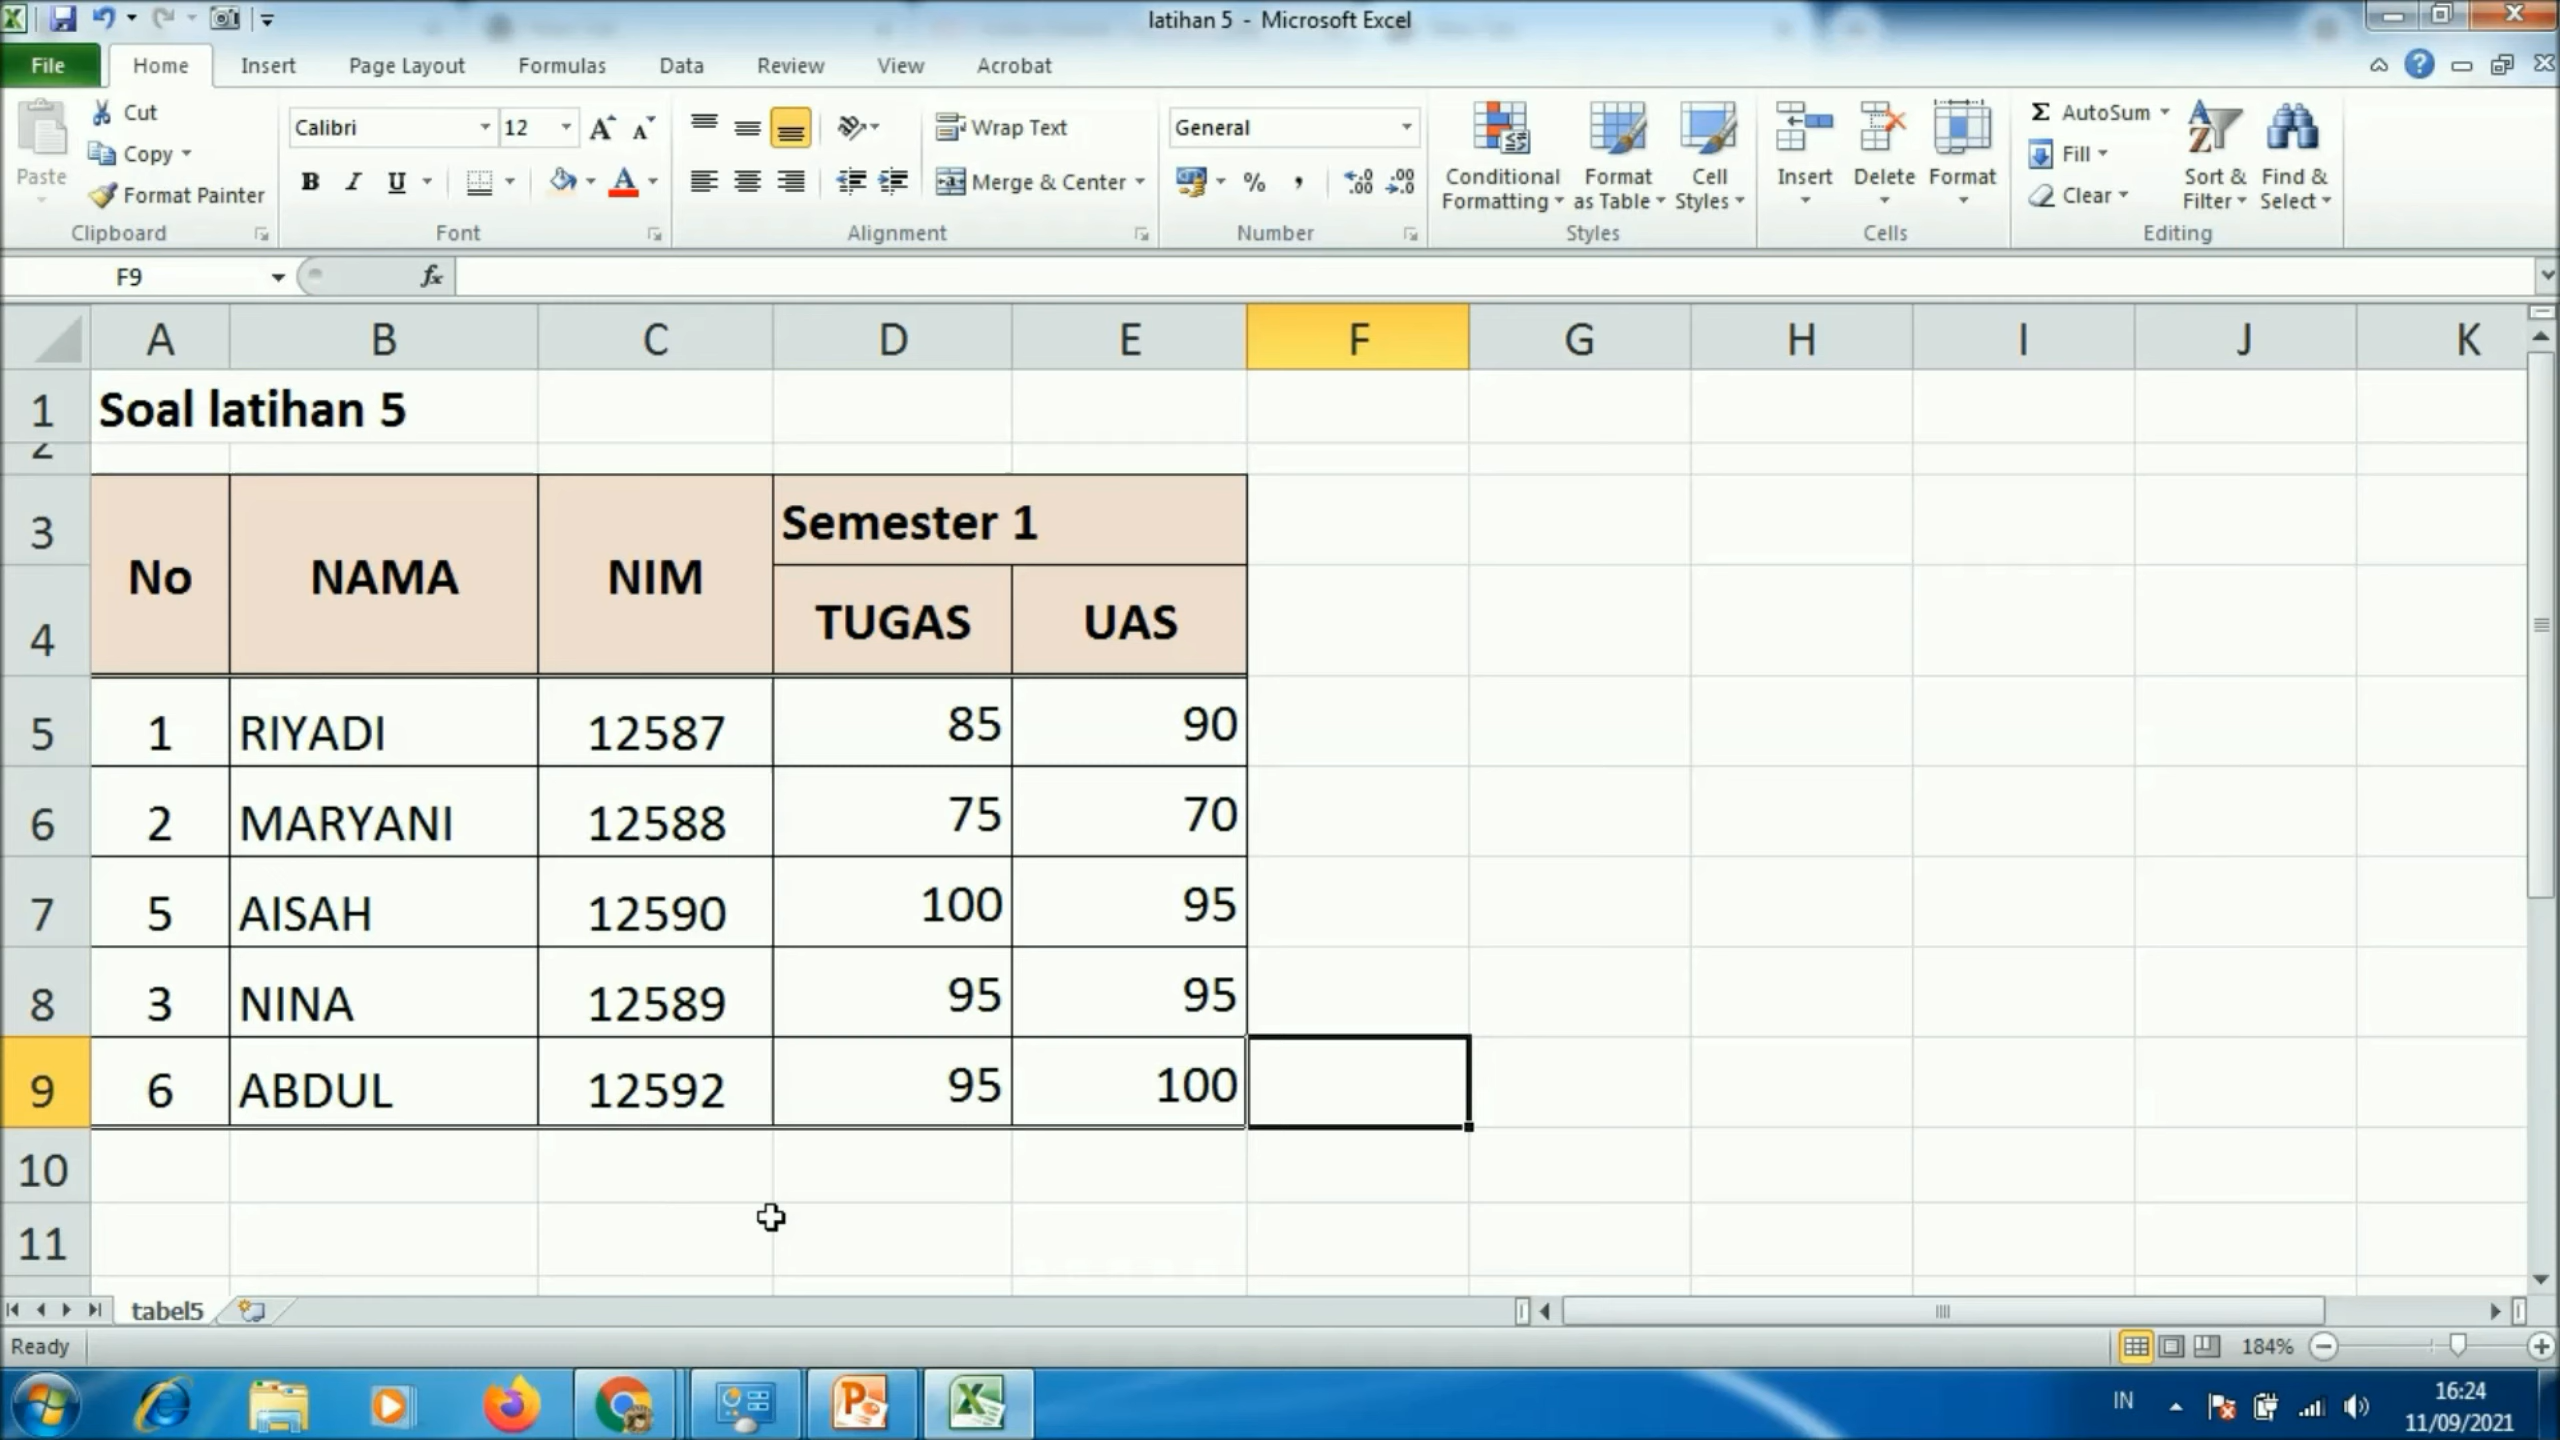 latihan 5 - Microsoft Excel
File Home Insert Page Layout Formulas Data Review View Acrobat
Cut
Copy
Format Painter
Paste
Clipboard
Calibri 12
B I U
Font
Wrap Text
Merge & Center
Alignment
General
% ,
Number
Conditional Formatting
Format as Table
Cell Styles
Styles
Insert Delete Format
Cells
Σ AutoSum
Fill
Clear
Sort & Filter
Find & Select
Editing
F9 fx
A B C D E F G H I J K
1 Soal latihan 5
2
3 No NAMA NIM Semester 1
4 TUGAS UAS
5 1 RIYADI 12587 85 90
6 2 MARYANI 12588 75 70
7 5 AISAH 12590 100 95
8 3 NINA 12589 95 95
9 6 ABDUL 12592 95 100
10
11
tabel5
Ready 184%
IN 16:24
11/09/2021